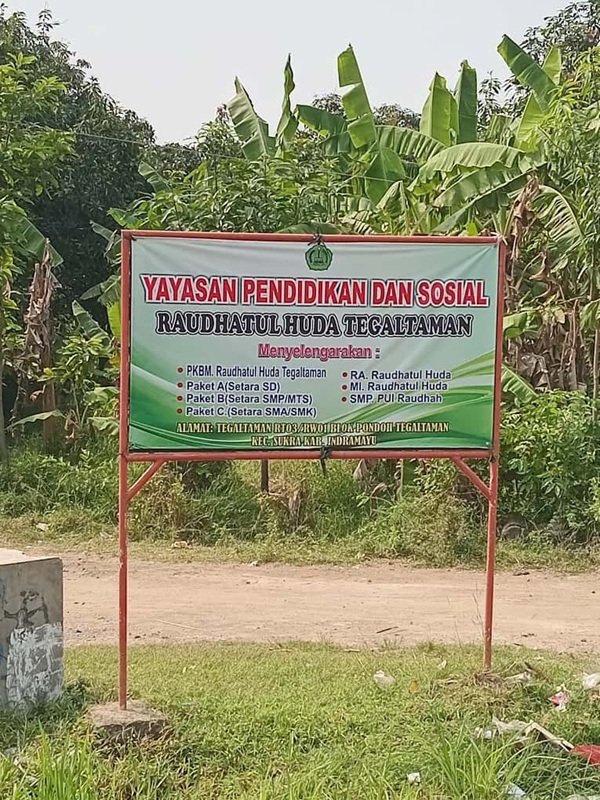 YAYASAN PENDIDIKAN DAN SOSIAL
RAUDHATUL HUDA TEGALTAMAN
Menyelengarakan :
• PKBM. Raudhatul Huda Tegaltaman
• Paket A(Setara SD)
• Paket B(Setara SMP/MTS)
• Paket C.(Setara SMA/SMK)
• RA. Raudhatul Huda
• MI. Raudhatul Huda
• SMP. PUI Raudhah
ALAMAT: TEGALTAMAN RT03 /RW01 BLOK PONDOH TEGALTAMAN
KEC. SUKRA KAB. INDRAMAYU